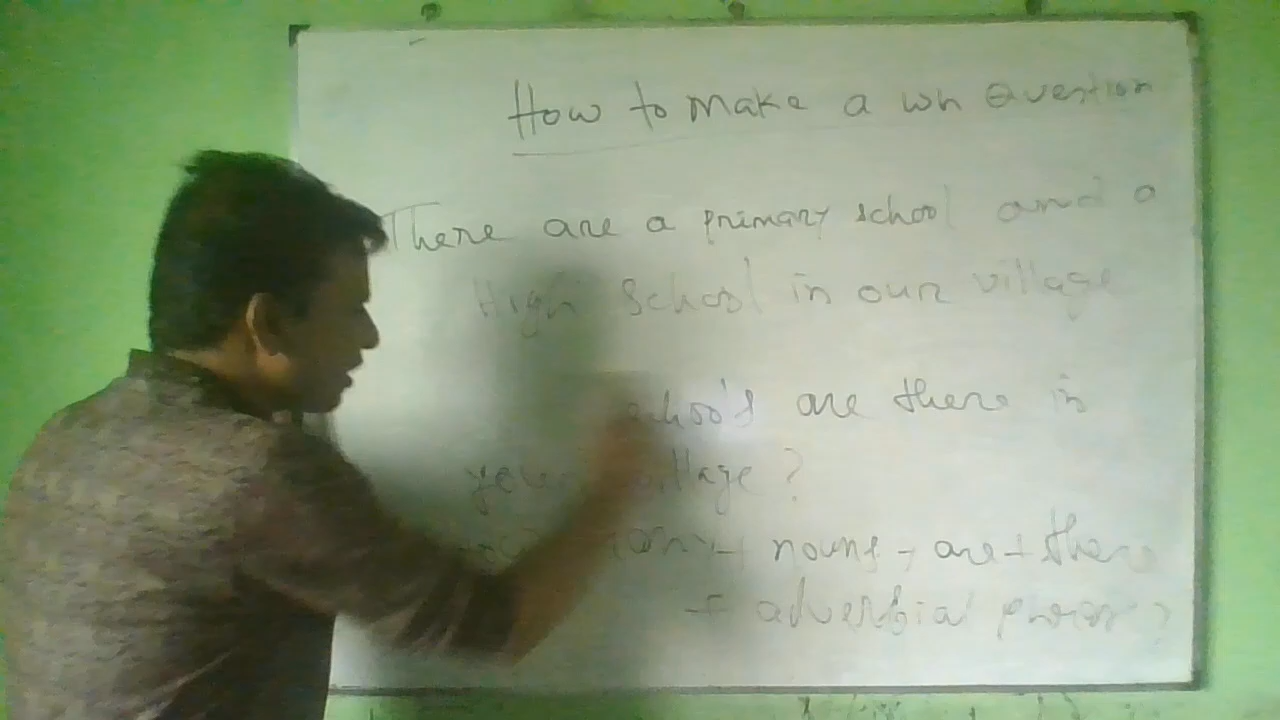 How to make a wh Question
There are a primary school and a
High School in our village
schools are there in
village?
nouns + are + there
+ adverbial